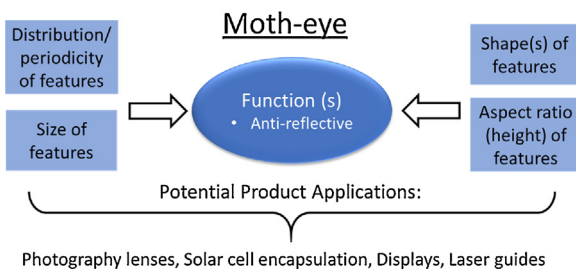 Moth-eye
Distribution/
periodicity
of features
Size of
features
Function (s)
• Anti-reflective
Shape(s) of
features
Aspect ratio
(height) of
features
Potential Product Applications:
Photography lenses, Solar cell encapsulation, Displays, Laser guides